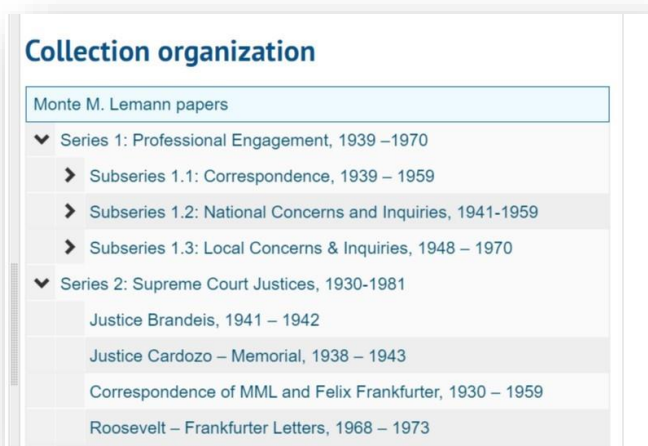 Collection organization
Monte M. Lemann papers
Series 1: Professional Engagement, 1939 –1970
Subseries 1.1: Correspondence, 1939 – 1959
Subseries 1.2: National Concerns and Inquiries, 1941-1959
Subseries 1.3: Local Concerns & Inquiries, 1948 – 1970
Series 2: Supreme Court Justices, 1930-1981
Justice Brandeis, 1941 – 1942
Justice Cardozo – Memorial, 1938 – 1943
Correspondence of MML and Felix Frankfurter, 1930 – 1959
Roosevelt – Frankfurter Letters, 1968 – 1973